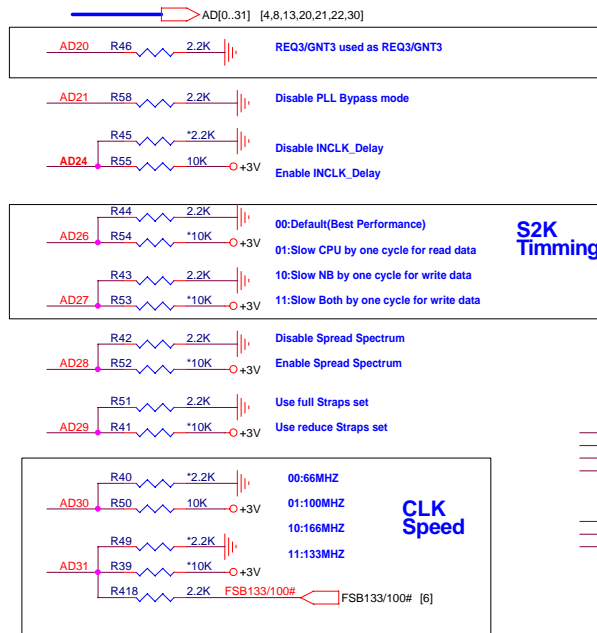 AD[0..31] [4,8,13,20,21,22,30]
AD20 R46 2.2K REQ3/GNT3 used as REQ3/GNT3
AD21 R58 2.2K Disable PLL Bypass mode
R45 *2.2K Disable INCLK_Delay
AD24 R55 10K +3V Enable INCLK_Delay
R44 2.2K 00:Default(Best Performance)
S2K
AD26 R54 *10K +3V 01:Slow CPU by one cycle for read data
Timming
R43 2.2K 10:Slow NB by one cycle for write data
AD27 R53 *10K +3V 11:Slow Both by one cycle for write data
R42 2.2K Disable Spread Spectrum
AD28 R52 *10K +3V Enable Spread Spectrum
R51 2.2K Use full Straps set
AD29 R41 *10K +3V Use reduce Straps set
R40 *2.2K 00:66MHZ
AD30 R50 10K +3V 01:100MHZ
CLK
Speed
10:166MHZ
R49 *2.2K 11:133MHZ
AD31 R39 *10K +3V
R418 2.2K FSB133/100# FSB133/100# [6]